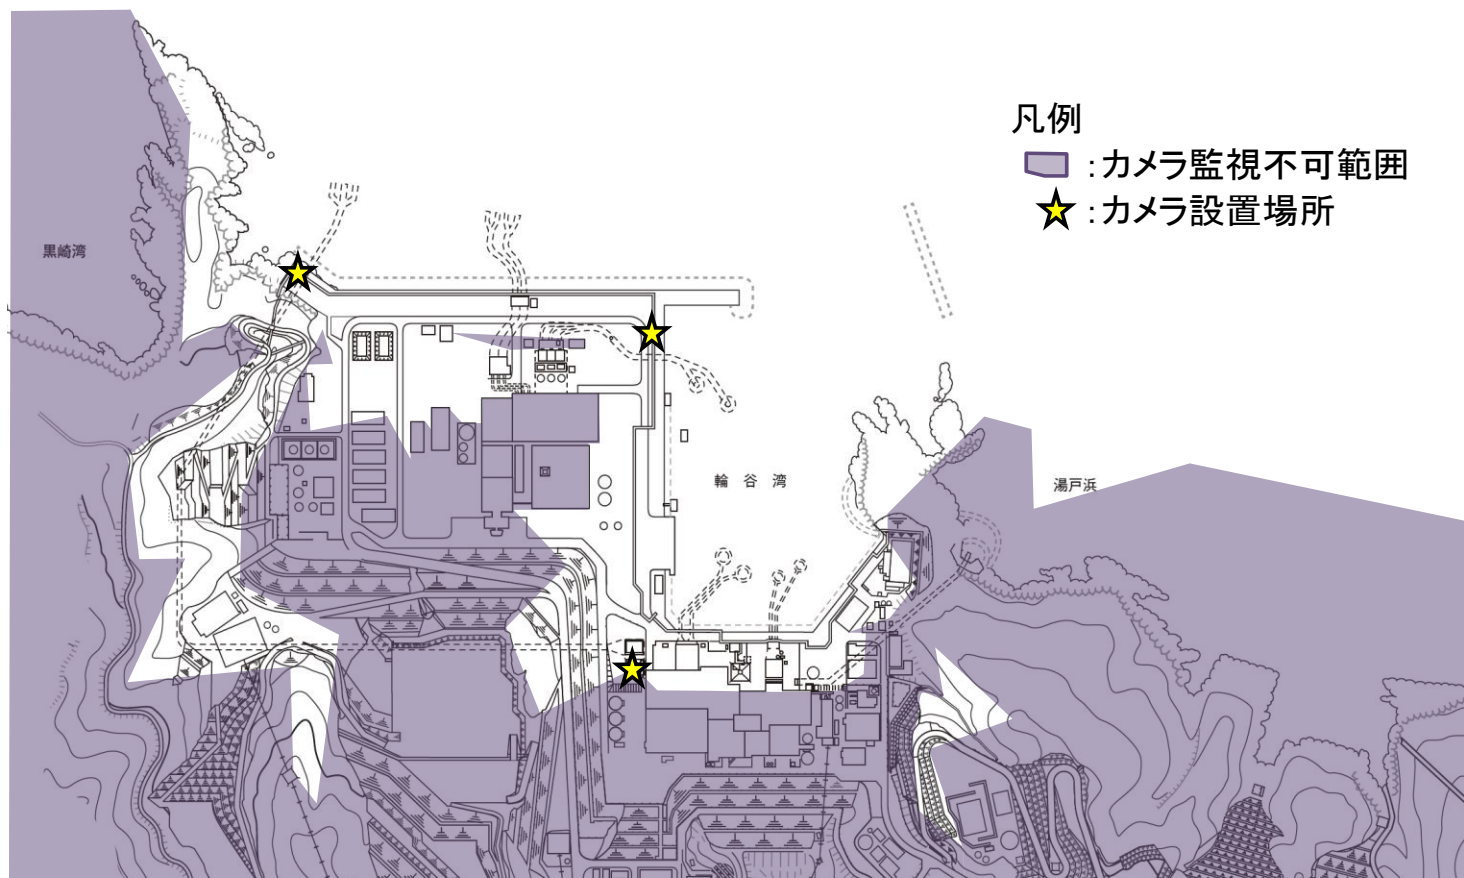 凡例
：カメラ監視不可範囲
：カメラ設置場所
黒崎湾
輪谷湾
湯戸浜